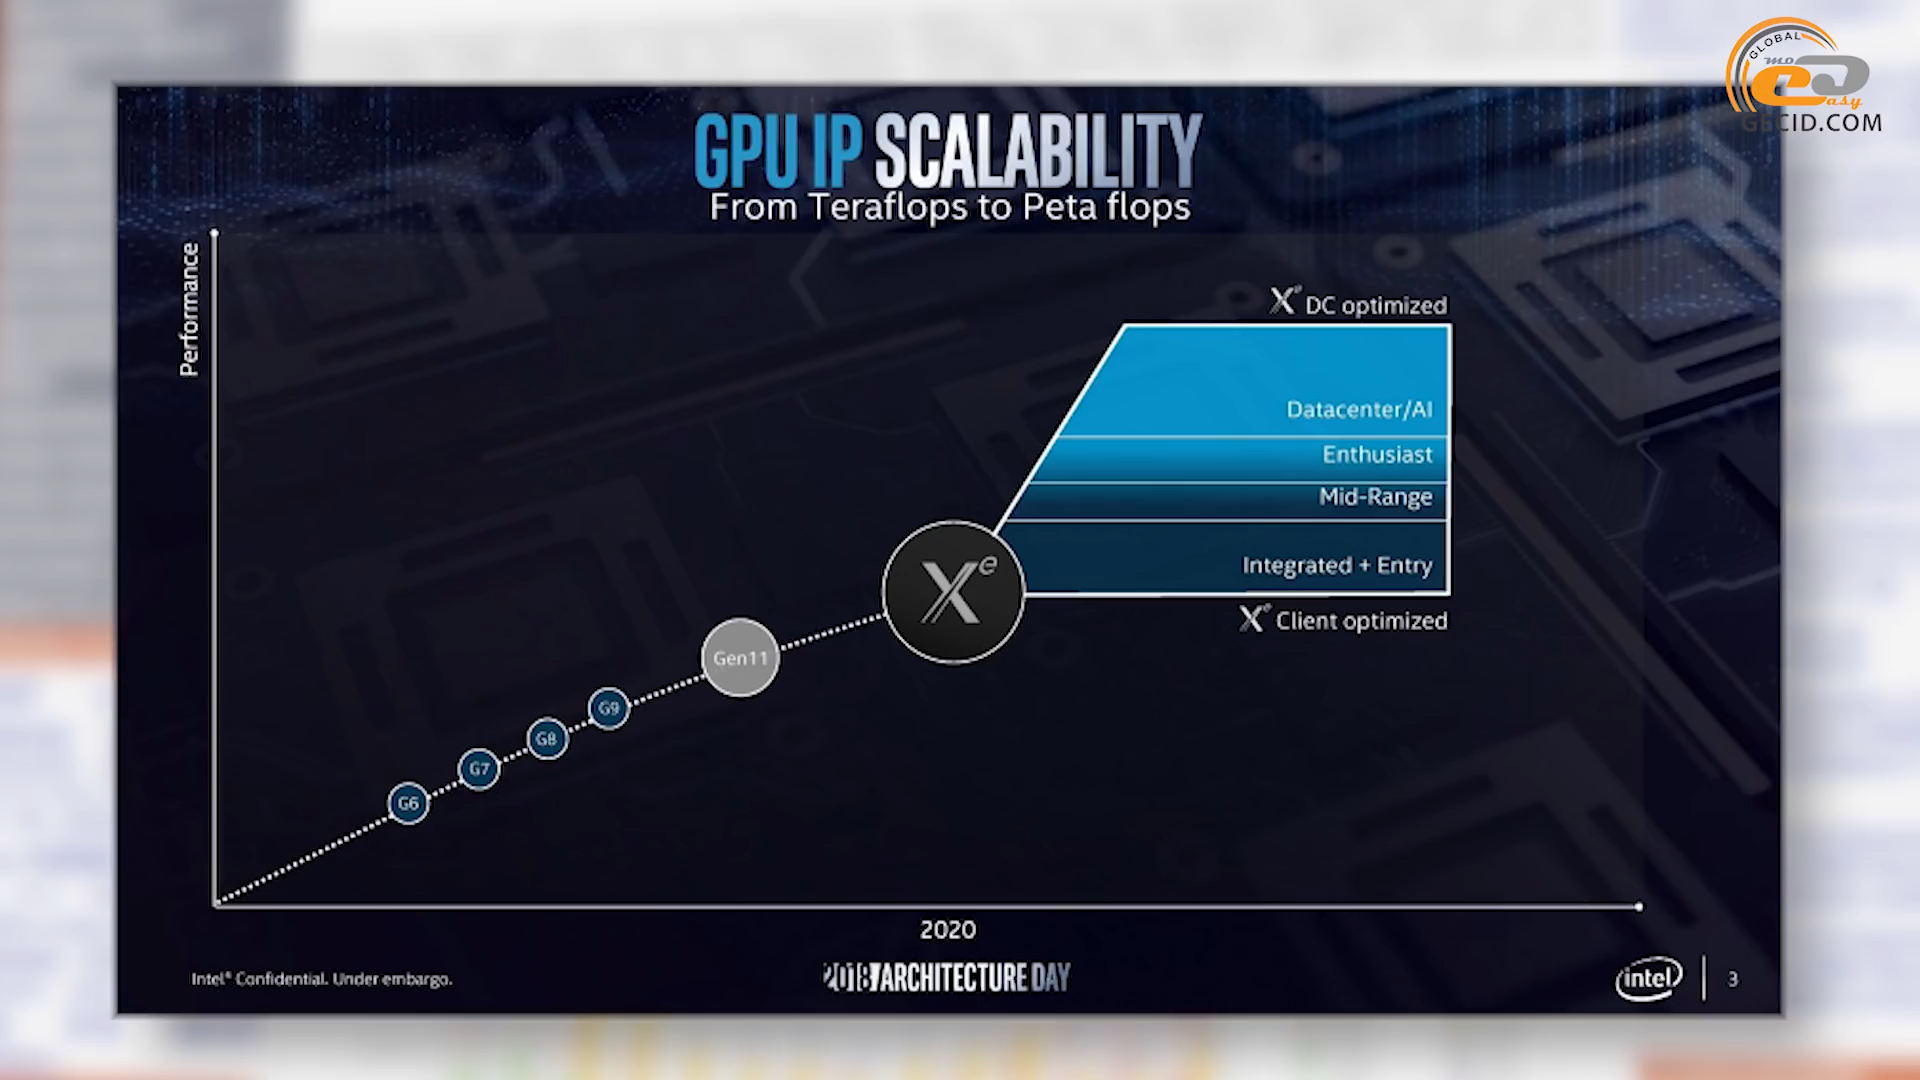 GLOBAL
easy
GECID.COM
GPU IP SCALABILITY
From Teraflops to Peta flops
Performance
Xe DC optimized
Datacenter/AI
Enthusiast
Mid-Range
Integrated + Entry
Xe Client optimized
Xe
Gen11
G9
G8
G7
G6
2020
Intel® Confidential. Under embargo.
2018 ARCHITECTURE DAY
intel
3